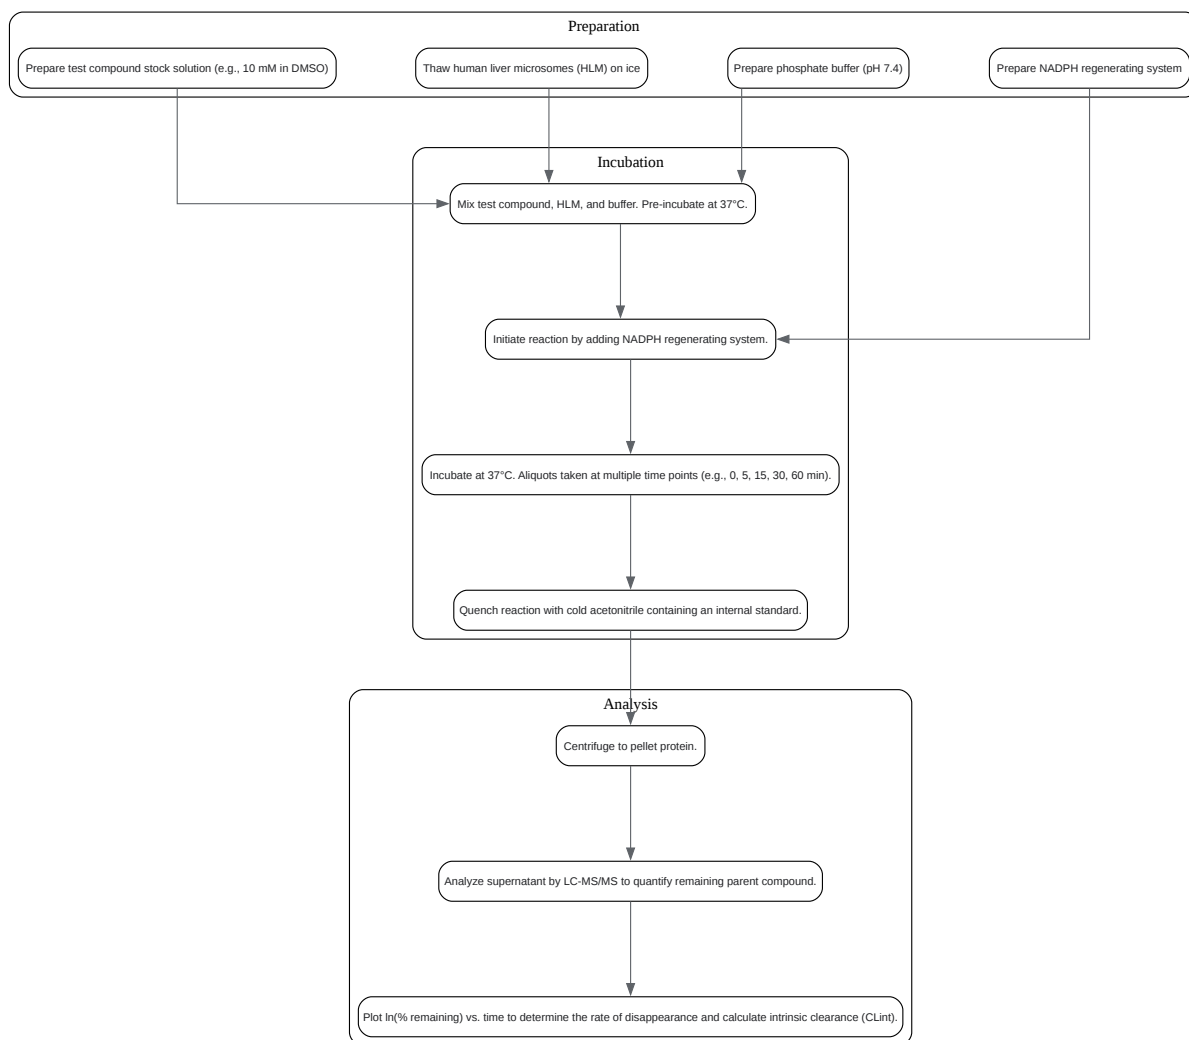 Preparation
Prepare test compound stock solution (e.g., 10 mM in DMSO)
Thaw human liver microsomes (HLM) on ice
Prepare phosphate buffer (pH 7.4)
Prepare NADPH regenerating system
Incubation
Mix test compound, HLM, and buffer. Pre-incubate at 37°C.
Initiate reaction by adding NADPH regenerating system.
Incubate at 37°C. Aliquots taken at multiple time points (e.g., 0, 5, 15, 30, 60 min).
Quench reaction with cold acetonitrile containing an internal standard.
Analysis
Centrifuge to pellet protein.
Analyze supernatant by LC-MS/MS to quantify remaining parent compound.
Plot ln(% remaining) vs. time to determine the rate of disappearance and calculate intrinsic clearance (CLint).